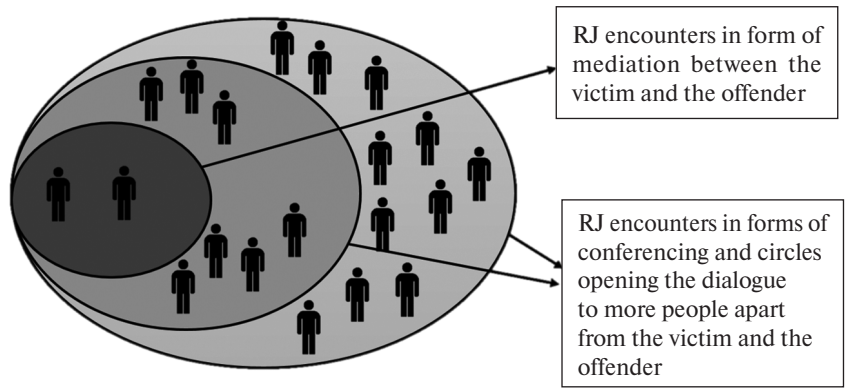 RJ encounters in form of
mediation between the
victim and the offender
RJ encounters in forms of
conferencing and circles
opening the dialogue
to more people apart
from the victim and the
offender